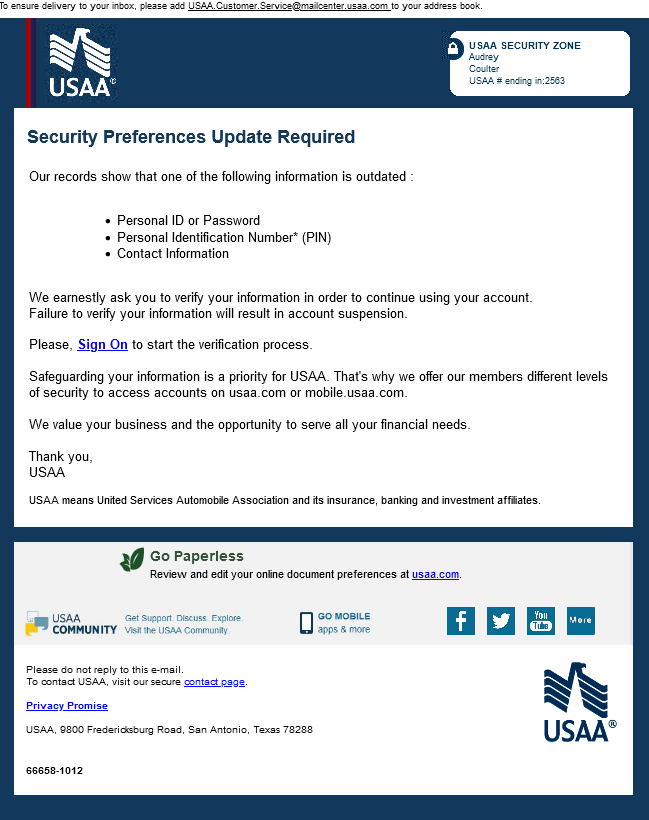 To ensure delivery to your inbox, please add USAA.Customer.Service@mailcenter.usaa.com to your address book.
USAA®
USAA SECURITY ZONE
Audrey
Coulter
USAA # ending in:2563
Security Preferences Update Required
Our records show that one of the following information is outdated :
• Personal ID or Password
• Personal Identification Number* (PIN)
• Contact Information
We earnestly ask you to verify your information in order to continue using your account.
Failure to verify your information will result in account suspension.
Please, Sign On to start the verification process.
Safeguarding your information is a priority for USAA. That's why we offer our members different levels
of security to access accounts on usaa.com or mobile.usaa.com.
We value your business and the opportunity to serve all your financial needs.
Thank you,
USAA
USAA means United Services Automobile Association and its insurance, banking and investment affiliates.
Go Paperless
Review and edit your online document preferences at usaa.com.
USAA
COMMUNITY
Get Support. Discuss. Explore.
Visit the USAA Community.
GO MOBILE
apps & more
f
You
Tube
More
Please do not reply to this e-mail.
To contact USAA, visit our secure contact page.
Privacy Promise
USAA, 9800 Fredericksburg Road, San Antonio, Texas 78288
USAA®
66658-1012